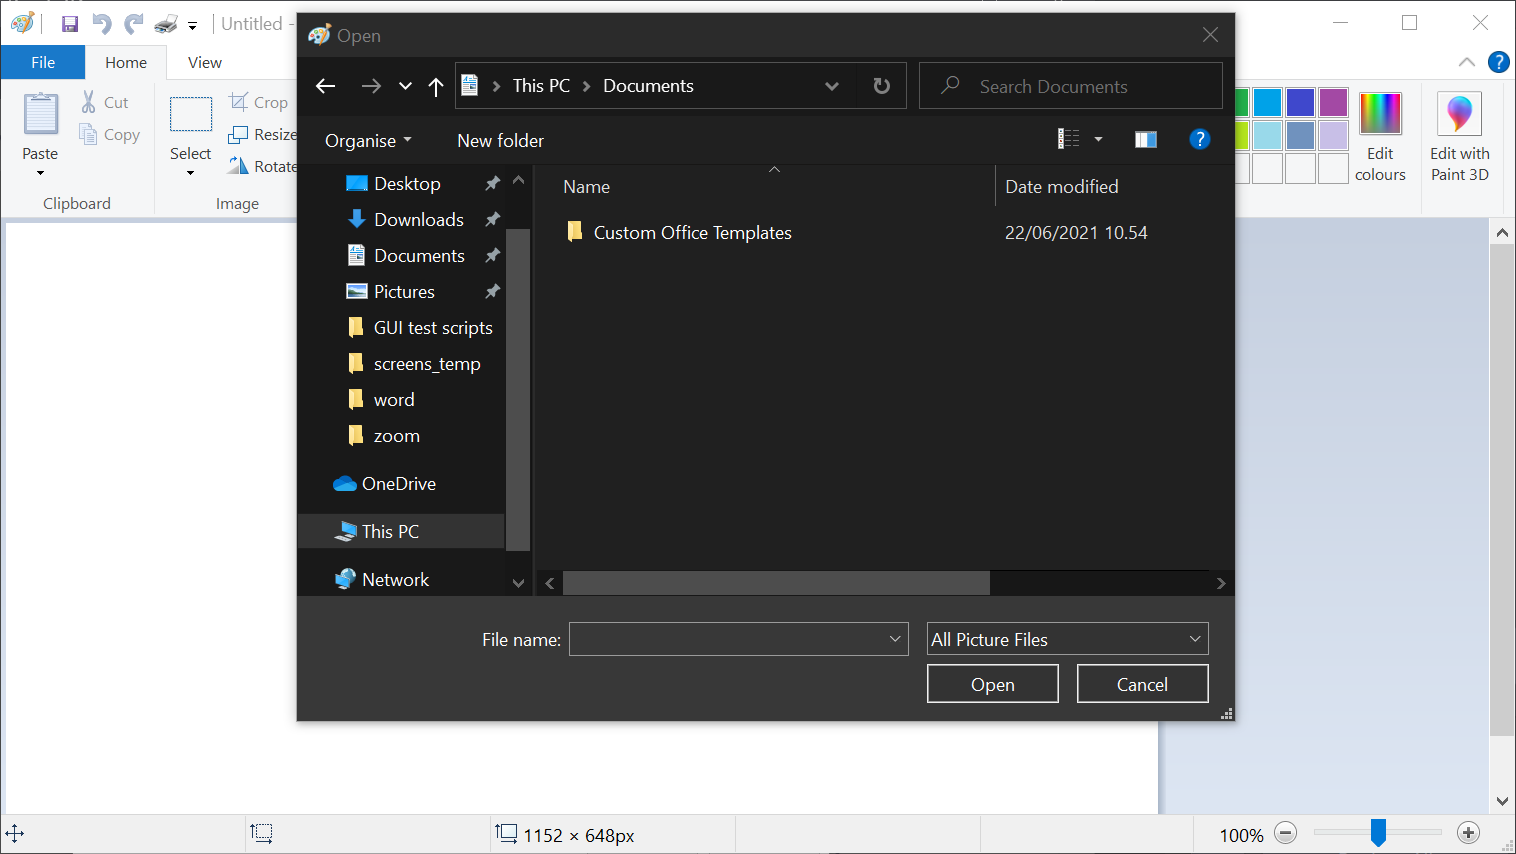 Untitled -
Open
File
Home
View
This PC
Documents
Search Documents
Cut
Copy
Paste
Crop
Resize
Rotate
Select
Clipboard
Image
Organise
New folder
Edit
colours
Edit with
Paint 3D
Desktop
Downloads
Documents
Pictures
GUI test scripts
screens_temp
word
zoom
OneDrive
This PC
Network
Name
Date modified
Custom Office Templates
22/06/2021 10.54
File name:
All Picture Files
Open
Cancel
1152 × 648px
100%